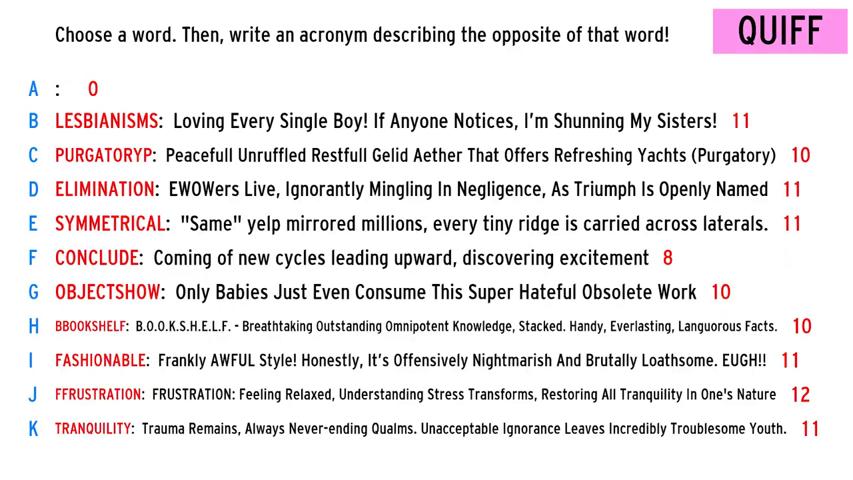 Choose a word. Then, write an acronym describing the opposite of that word!
QUIFF
A : 0
B LESBIANISMS: Loving Every Single Boy! If Anyone Notices, I'm Shunning My Sisters! 11
C PURGATORYP: Peacefull Unruffled Restfull Gelid Aether That Offers Refreshing Yachts (Purgatory) 10
D ELIMINATION: EWOWers Live, Ignorantly Mingling In Negligence, As Triumph Is Openly Named 11
E SYMMETRICAL: "Same" yelp mirrored millions, every tiny ridge is carried across laterals. 11
F CONCLUDE: Coming of new cycles leading upward, discovering excitement 8
G OBJECTSHOW: Only Babies Just Even Consume This Super Hateful Obsolete Work 10
H BBOOKSHELF: B.O.O.K.S.H.E.L.F. - Breathtaking Outstanding Omnipotent Knowledge, Stacked. Handy, Everlasting, Languorous Facts. 10
I FASHIONABLE: Frankly AWFUL Style! Honestly, It's Offensively Nightmarish And Brutally Loathsome. EUGH!! 11
J FFRUSTRATION: FRUSTRATION: Feeling Relaxed, Understanding Stress Transforms, Restoring All Tranquility In One's Nature 12
K TRANQUILITY: Trauma Remains, Always Never-ending Qualms. Unacceptable Ignorance Leaves Incredibly Troublesome Youth. 11